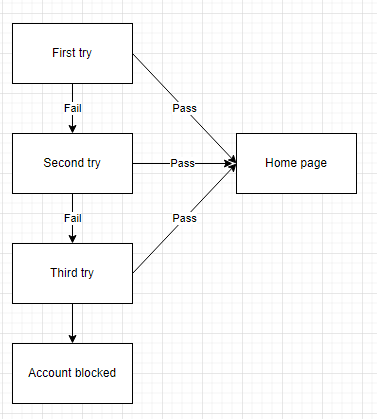 First try
Fail
Pass
Second try
Pass
Home page
Fail
Pass
Third try
Account blocked